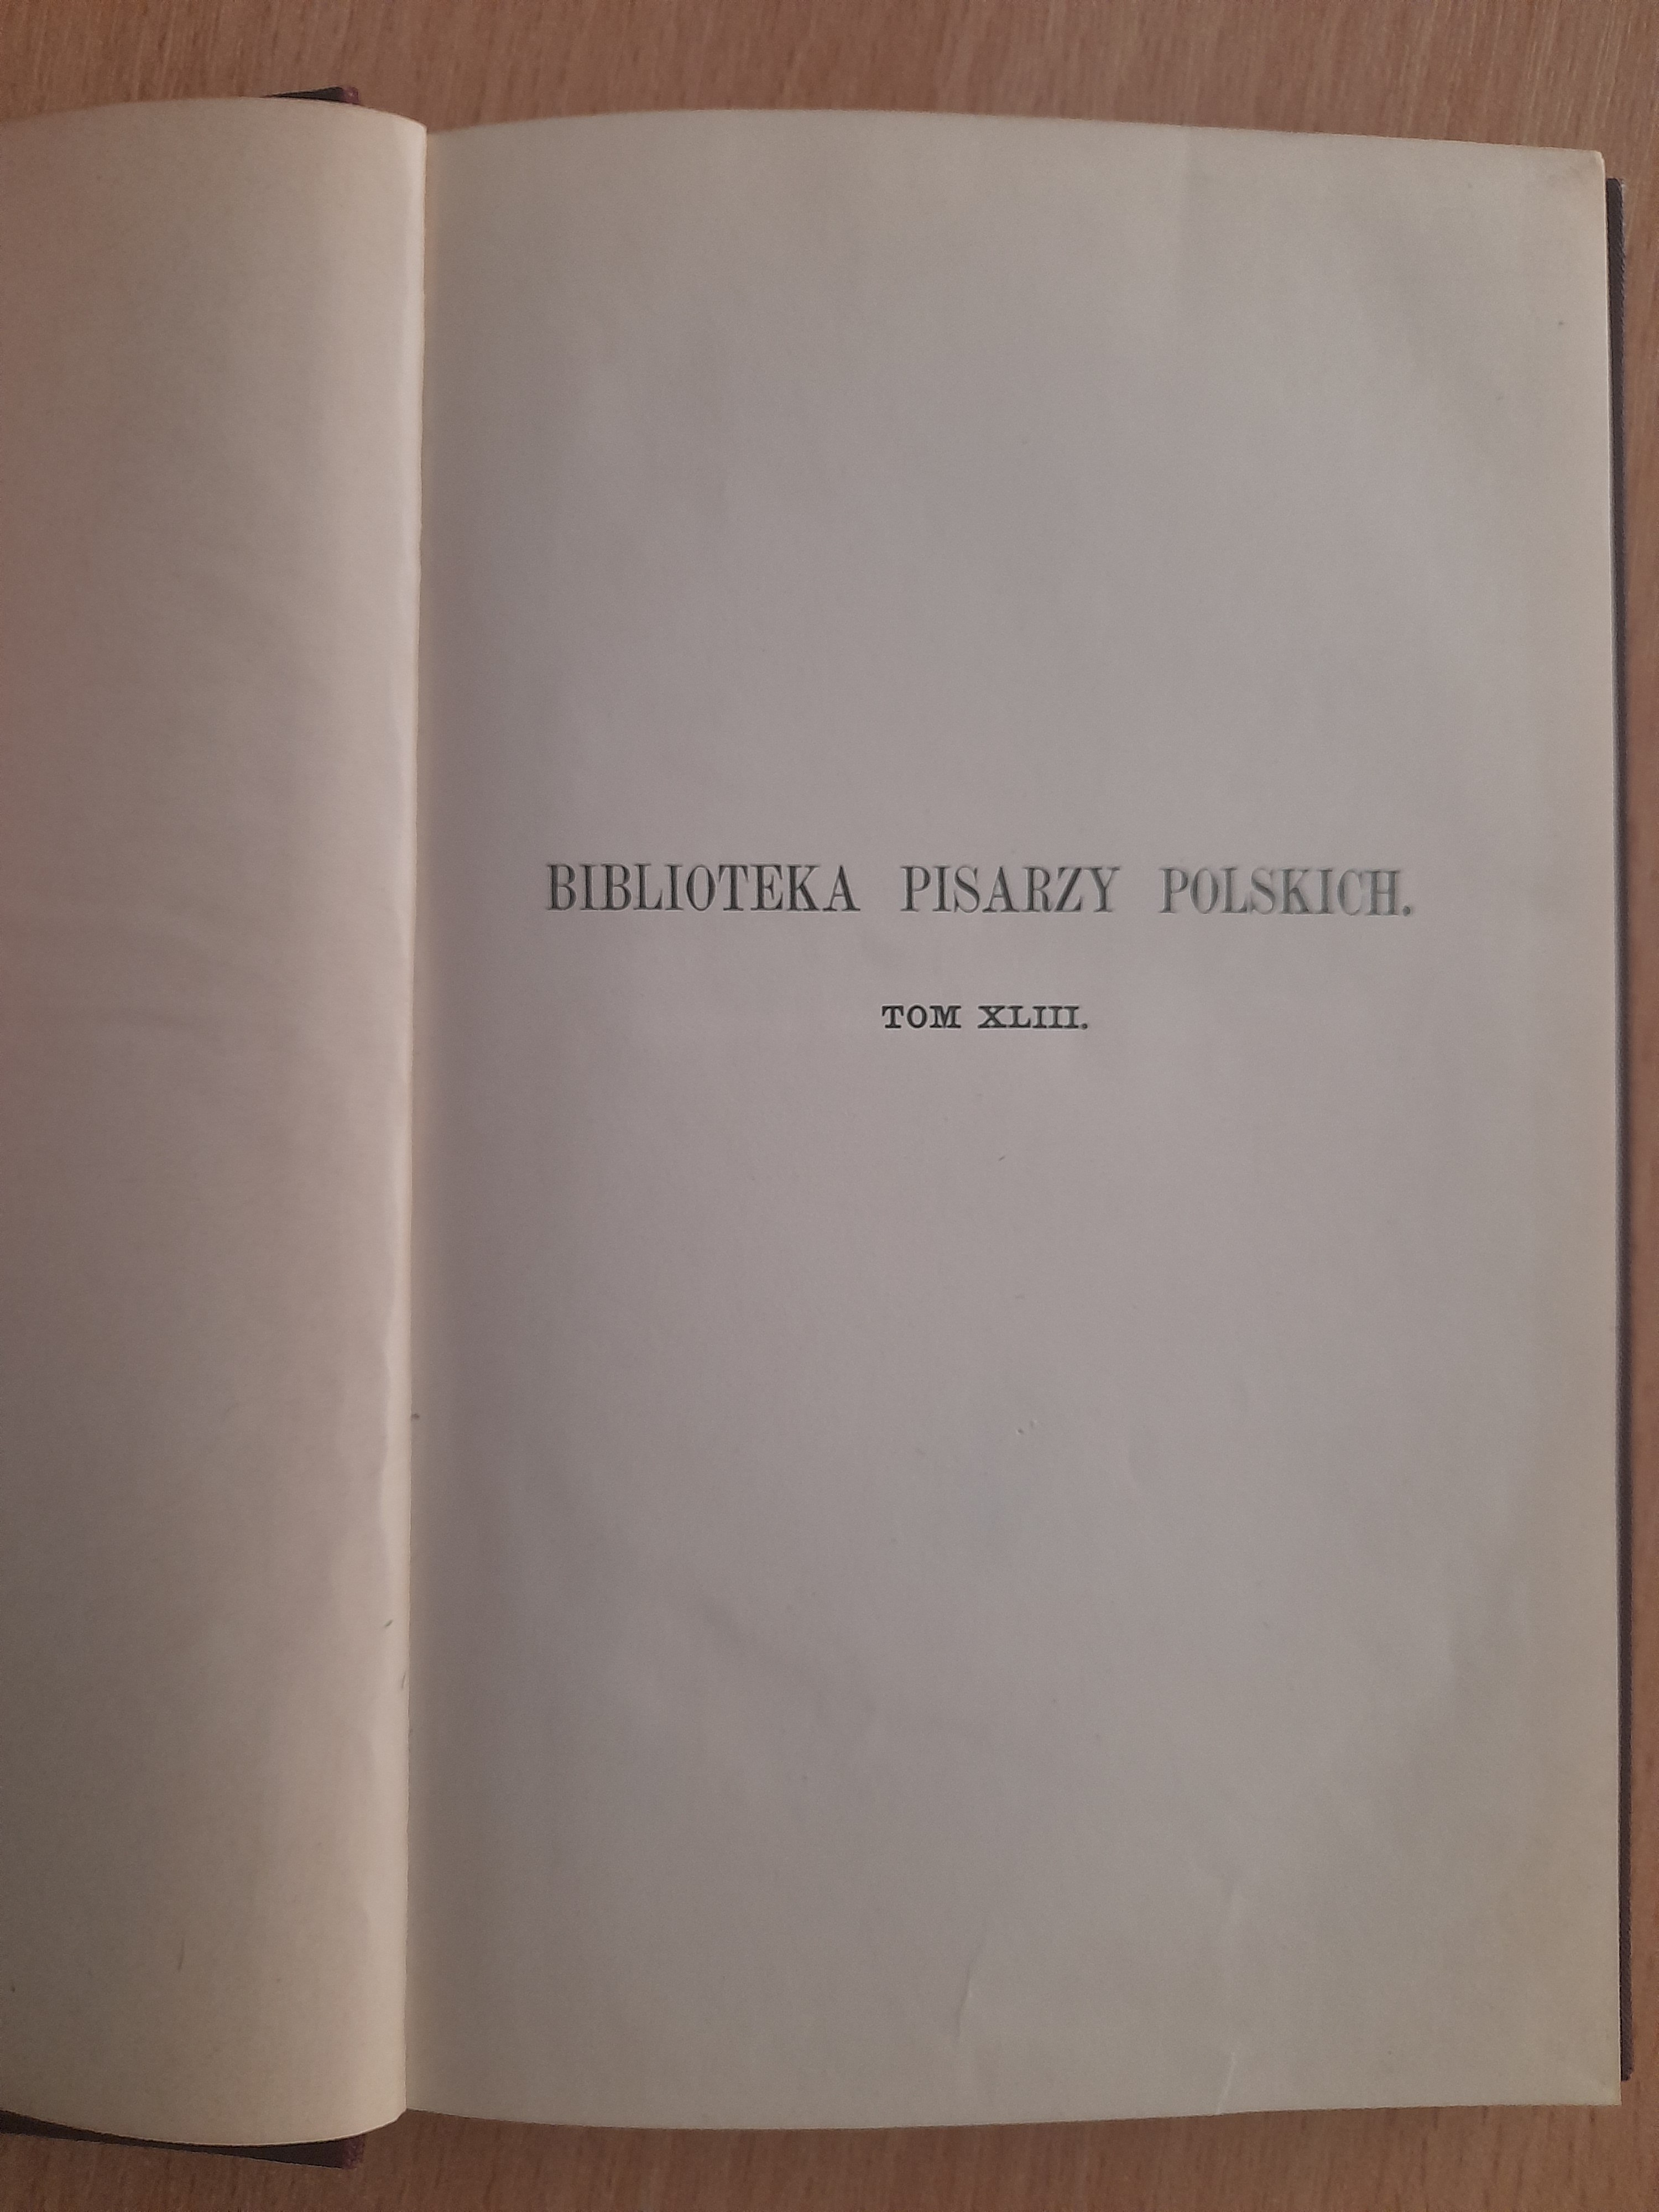 BIBLIOTEKA PISARZY POLSKICH.
TOM XLIII.